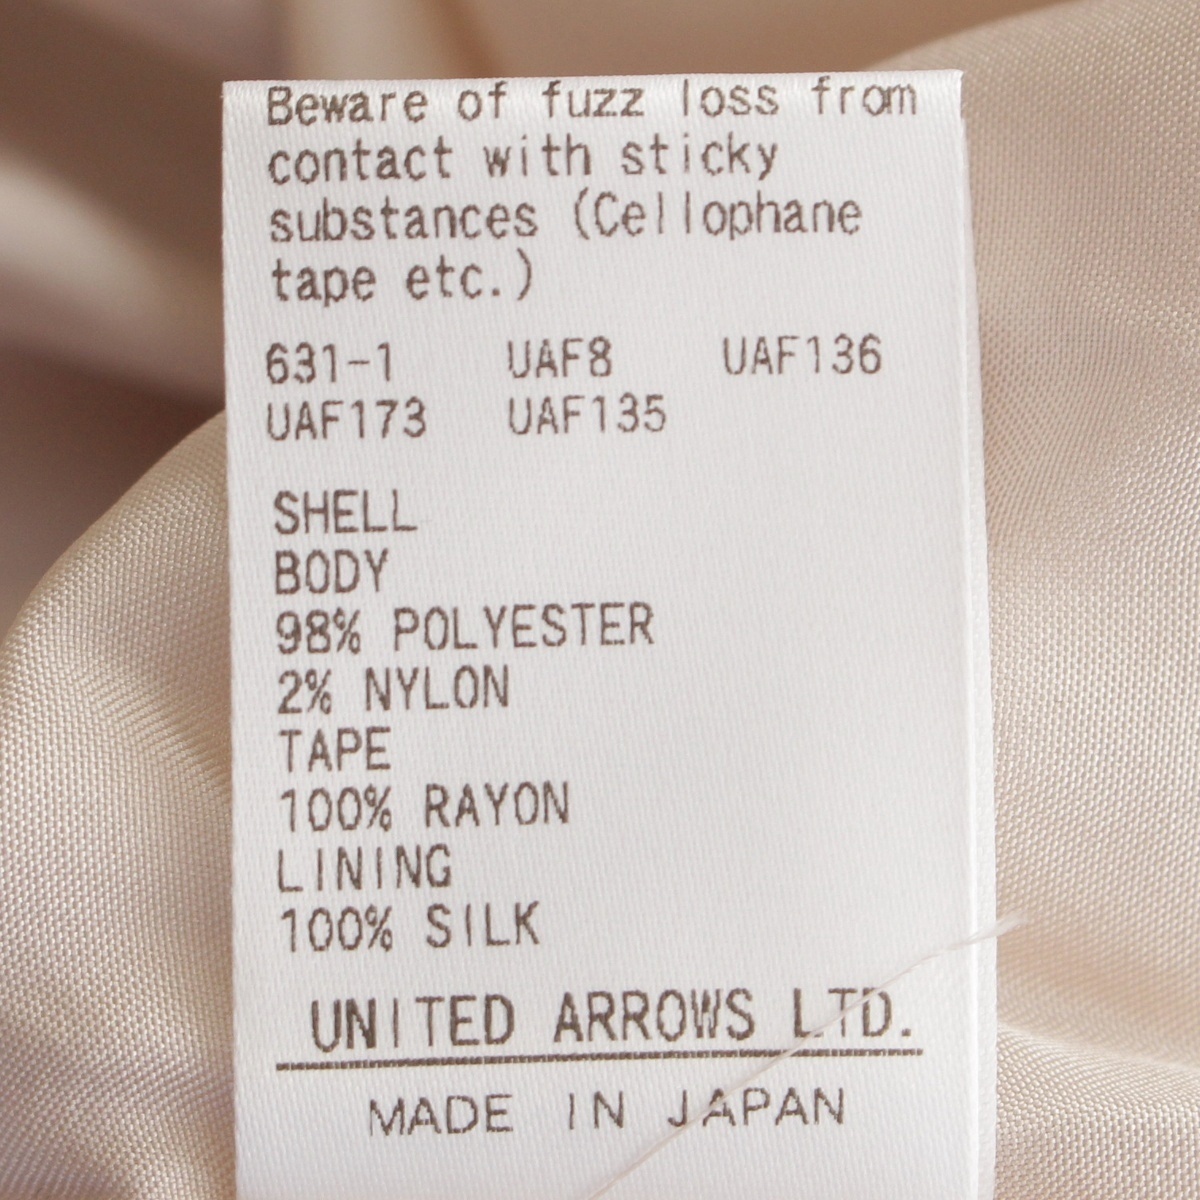 Beware of fuzz loss from
contact with sticky
substances (Cellophane
tape etc.)
631-1 UAF8 UAF136
UAF173 UAF135
SHELL
BODY
98% POLYESTER
2% NYLON
TAPE
100% RAYON
LINING
100% SILK
UNITED ARROWS LTD.
MADE IN JAPAN